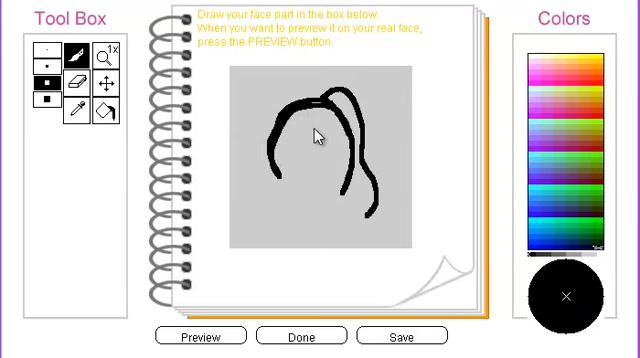 Tool Box
Draw your face part in the box below.
When you want to preview it on your real face,
press the PREVIEW button.
Colors
1x
Preview
Done
Save